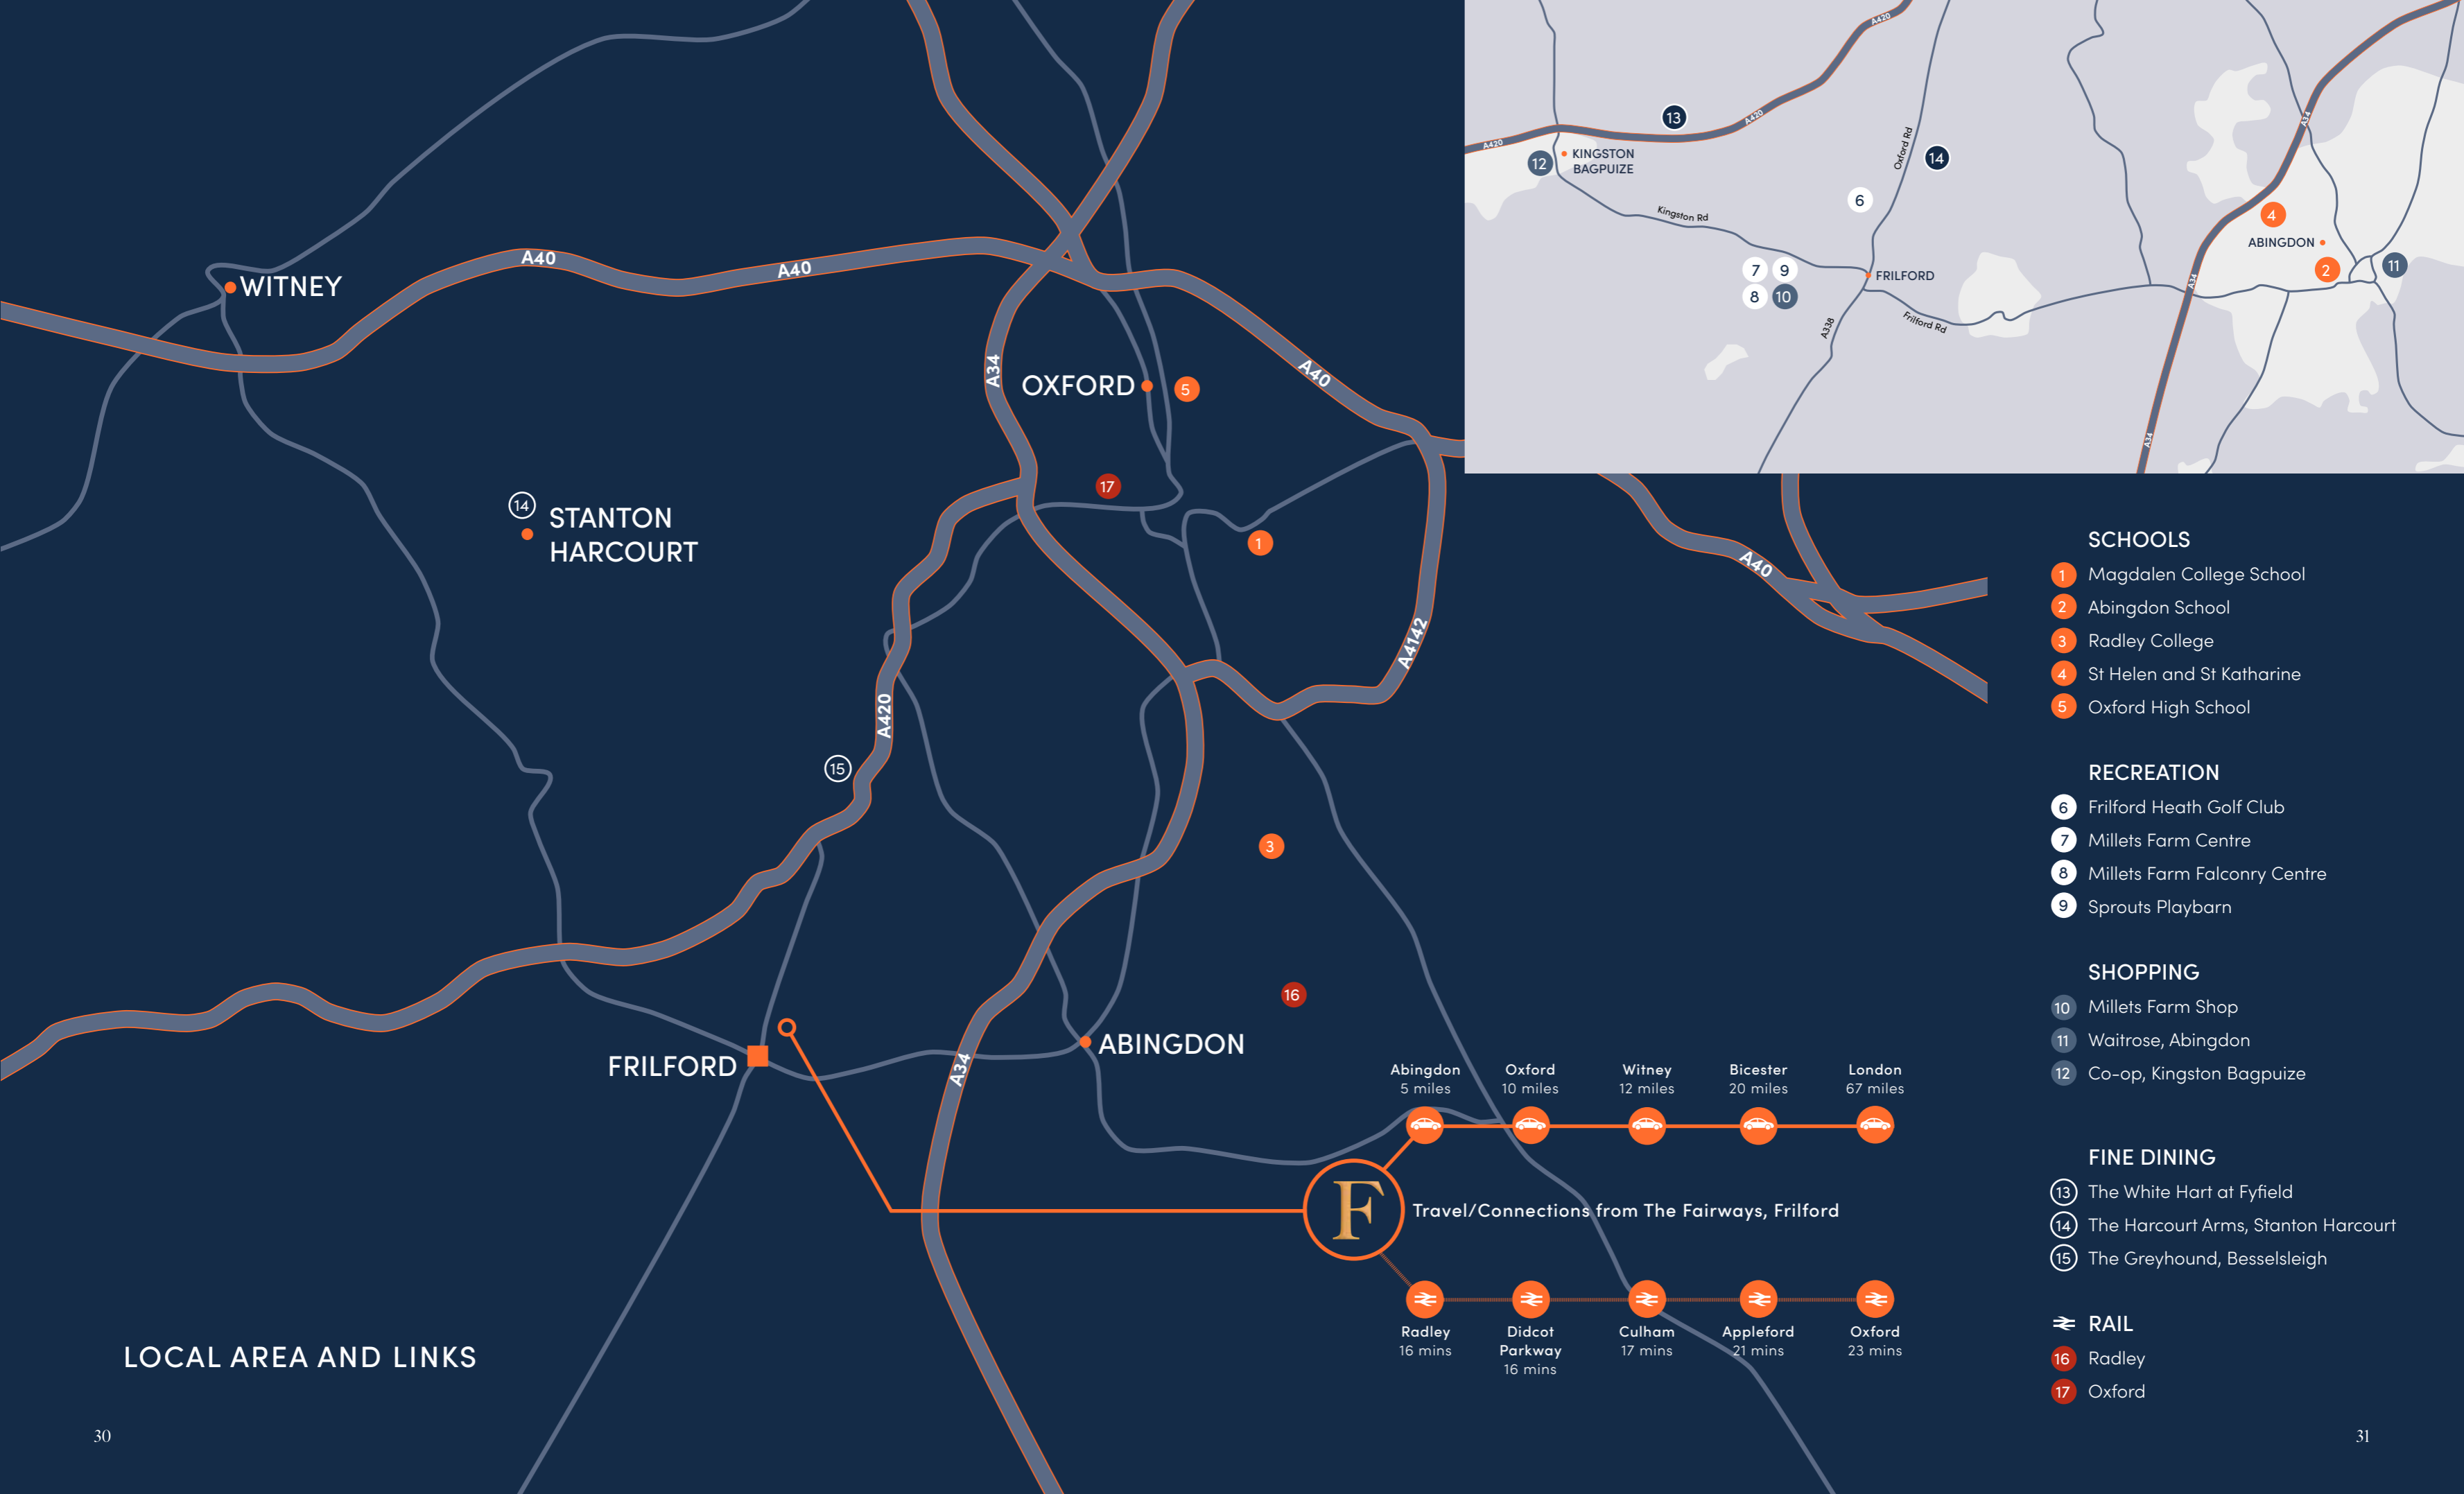 WITNEY
A40
A40
A34
OXFORD
5
A40
17
14
STANTON
HARCOURT
1
A4142
A420
15
3
16
FRILFORD
ABINGDON
A34
A40
A420
A420
A420
13
12
KINGSTON
BAGPUIZE
Kingston Rd
Oxford Rd
14
6
7
9
8
10
FRILFORD
A338
Frilford Rd
A34
A34
A34
4
ABINGDON
2
11
Abingdon
5 miles
Oxford
10 miles
Witney
12 miles
Bicester
20 miles
London
67 miles
F
Travel/Connections from The Fairways, Frilford
Radley
16 mins
Didcot
Parkway
16 mins
Culham
17 mins
Appleford
21 mins
Oxford
23 mins
SCHOOLS
1 Magdalen College School
2 Abingdon School
3 Radley College
4 St Helen and St Katharine
5 Oxford High School
RECREATION
6 Frilford Heath Golf Club
7 Millets Farm Centre
8 Millets Farm Falconry Centre
9 Sprouts Playbarn
SHOPPING
10 Millets Farm Shop
11 Waitrose, Abingdon
12 Co-op, Kingston Bagpuize
FINE DINING
13 The White Hart at Fyfield
14 The Harcourt Arms, Stanton Harcourt
15 The Greyhound, Besselsleigh
RAIL
16 Radley
17 Oxford
LOCAL AREA AND LINKS
30
31